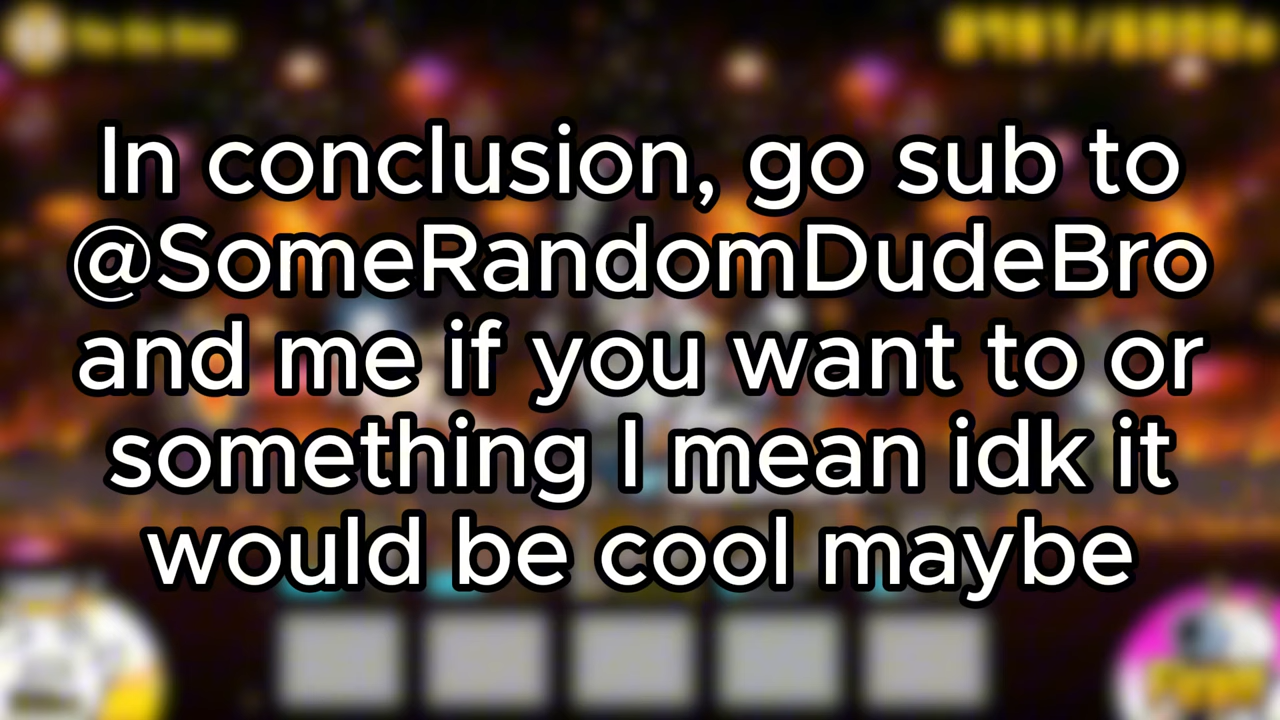 In conclusion, go sub to
@SomeRandomDudeBro
and me if you want to or
something I mean idk it
would be cool maybe